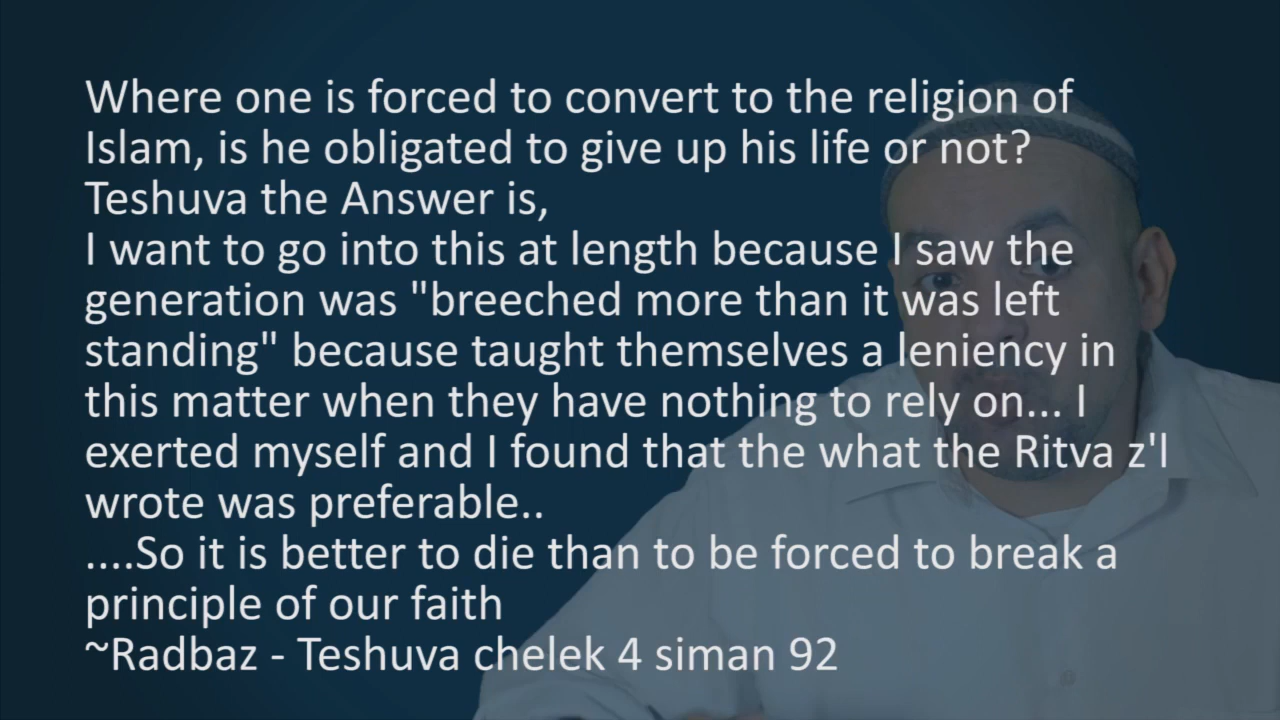 Where one is forced to convert to the religion of
Islam, is he obligated to give up his life or not?
Teshuva the Answer is,
I want to go into this at length because I saw the
generation was "breeched more than it was left
standing" because taught themselves a leniency in
this matter when they have nothing to rely on... I
exerted myself and I found that the what the Ritva z'l
wrote was preferable..
....So it is better to die than to be forced to break a
principle of our faith
~Radbaz - Teshuva chelek 4 siman 92